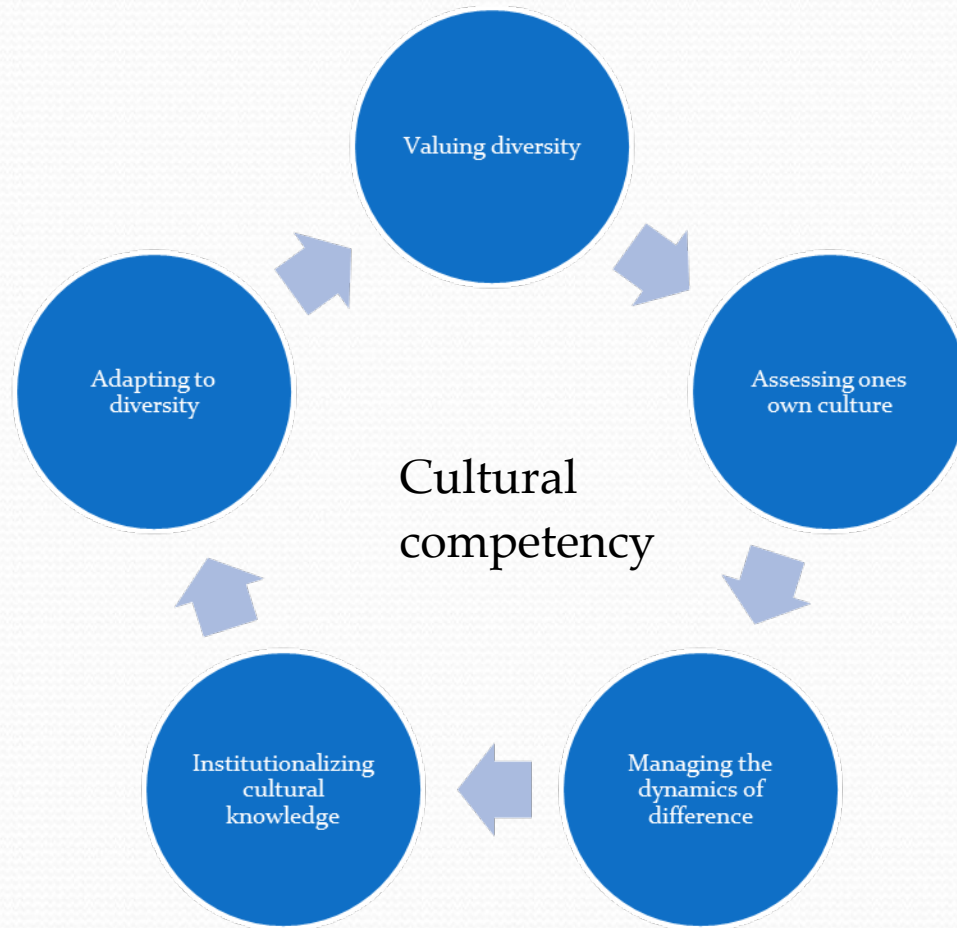 Valuing diversity
Assessing ones
own culture
Managing the
dynamics of
difference
Institutionalizing
cultural
knowledge
Adapting to
diversity
Cultural
competency